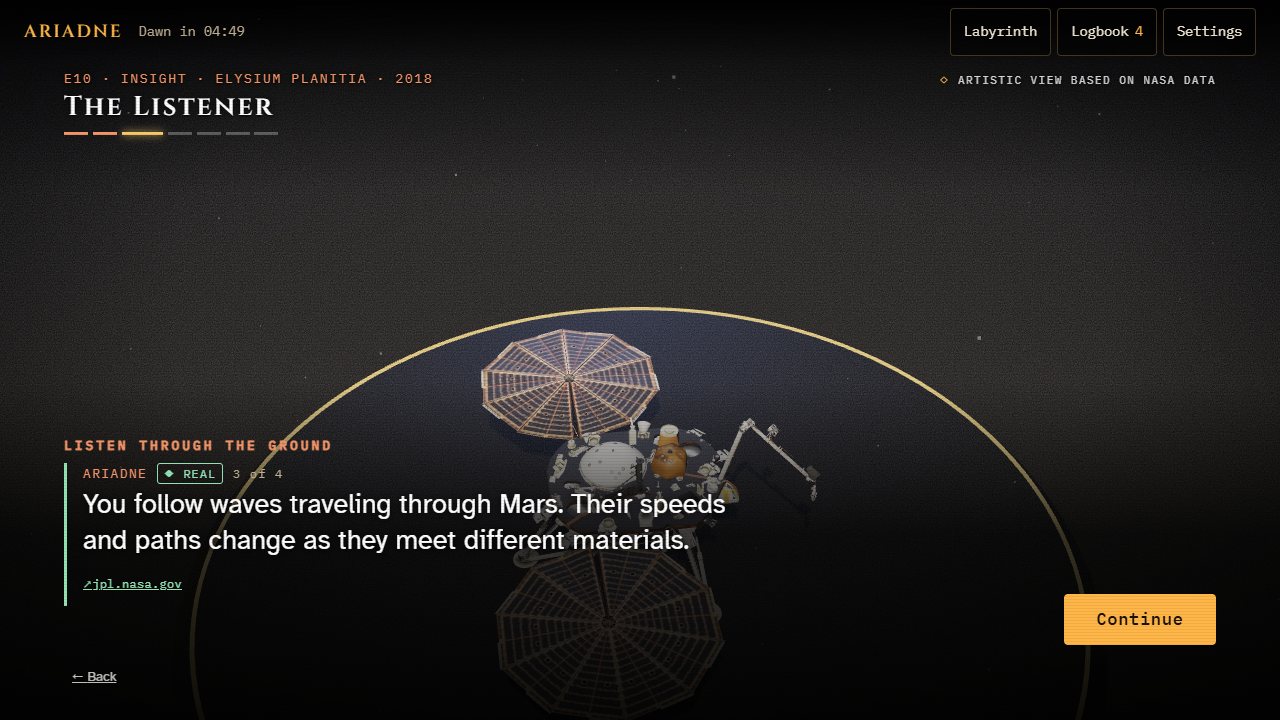 ARIADNE Dawn in 04:49 Labyrinth Logbook 4 Settings
E10 · INSIGHT · ELYSIUM PLANITIA · 2018
◇ ARTISTIC VIEW BASED ON NASA DATA
The Listener
LISTEN THROUGH THE GROUND
ARIADNE ◆ REAL 3 of 4
You follow waves traveling through Mars. Their speeds
and paths change as they meet different materials.
↗jpl.nasa.gov
Continue
← Back